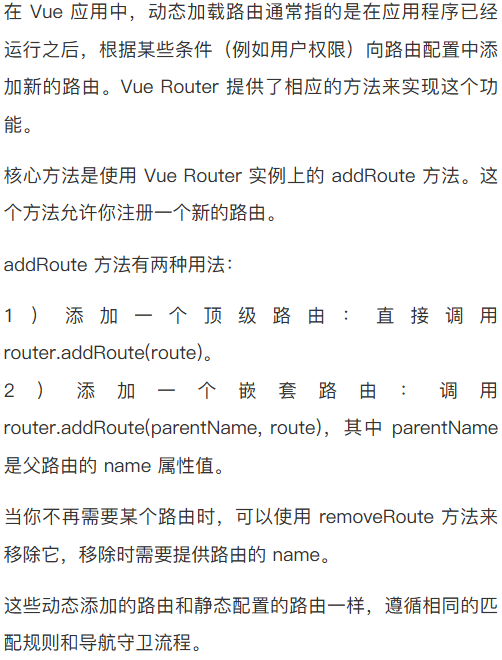 在 Vue 应用中，动态加载路由通常指的是在应用程序已经
运行之后，根据某些条件（例如用户权限）向路由配置中添
加新的路由。Vue Router 提供了相应的方法来实现这个功
能。
核心方法是使用 Vue Router 实例上的 addRoute 方法。这
个方法允许你注册一个新的路由。
addRoute 方法有两种用法：
1）添加一个顶级路由：直接调用
router.addRoute(route)。
2）添加一个嵌套路由：调用
router.addRoute(parentName, route)，其中 parentName
是父路由的 name 属性值。
当你不再需要某个路由时，可以使用 removeRoute 方法来
移除它，移除时需要提供路由的 name。
这些动态添加的路由和静态配置的路由一样，遵循相同的匹
配规则和导航守卫流程。